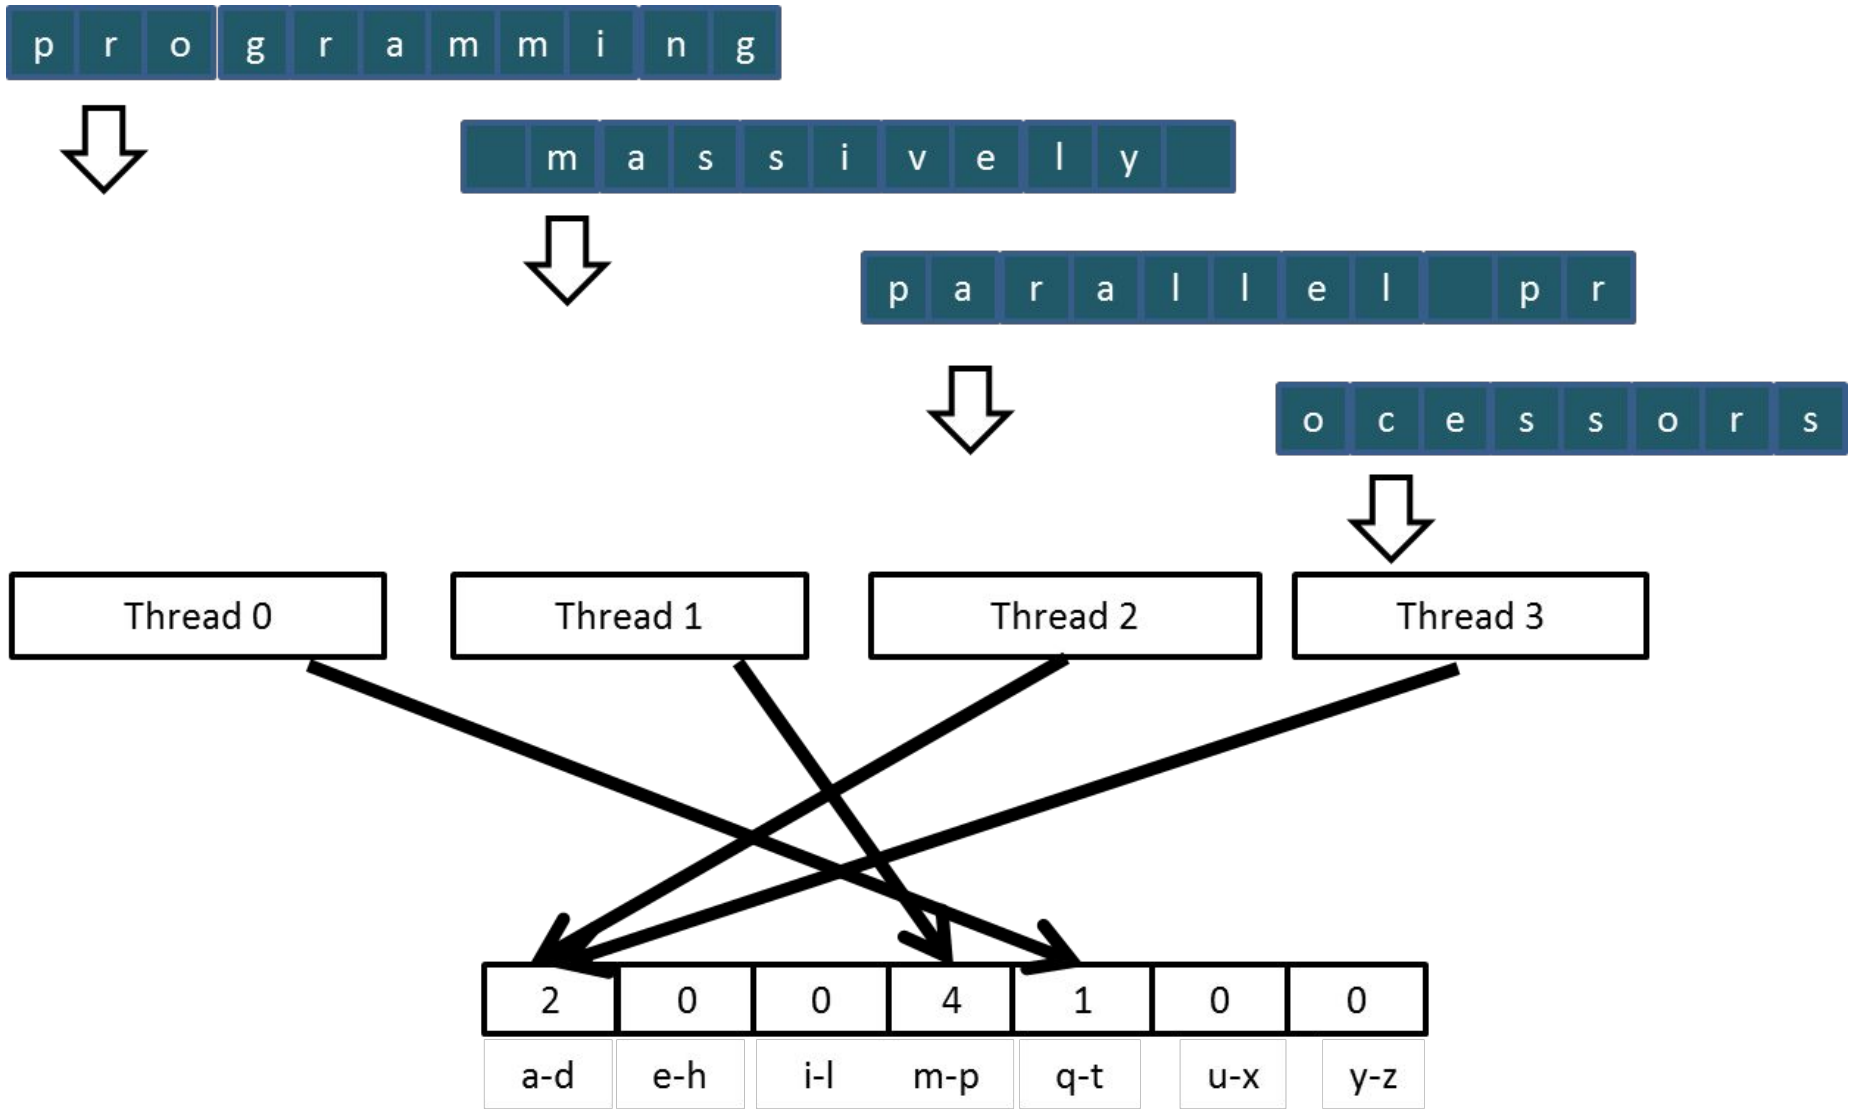 p r o g r a m m i n g
m a s s i v e l y
p a r a l l e l p r
o c e s s o r s
Thread 0 Thread 1 Thread 2 Thread 3
2 0 0 4 1 0 0
a-d e-h i-l m-p q-t u-x y-z